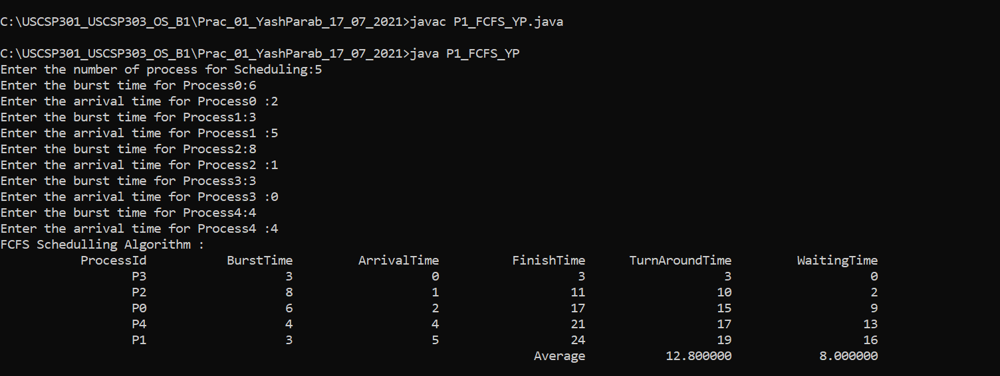 C:\USCSP301_USCSP303_OS_B1\Prac_01_YashParab_17_07_2021>javac P1_FCFS_YP.java
C:\USCSP301_USCSP303_OS_B1\Prac_01_YashParab_17_07_2021>java P1_FCFS_YP
Enter the number of process for Scheduling:5
Enter the burst time for Process0:6
Enter the arrival time for Process0 :2
Enter the burst time for Process1:3
Enter the arrival time for Process1 :5
Enter the burst time for Process2:8
Enter the arrival time for Process2 :1
Enter the burst time for Process3:3
Enter the arrival time for Process3 :0
Enter the burst time for Process4:4
Enter the arrival time for Process4 :4
FCFS Schedulling Algorithm :
ProcessId BurstTime ArrivalTime FinishTime TurnAroundTime WaitingTime
P3 3 0 3 3 0
P2 8 1 11 10 2
P0 6 2 17 15 9
P4 4 4 21 17 13
P1 3 5 24 19 16
Average 12.800000 8.000000